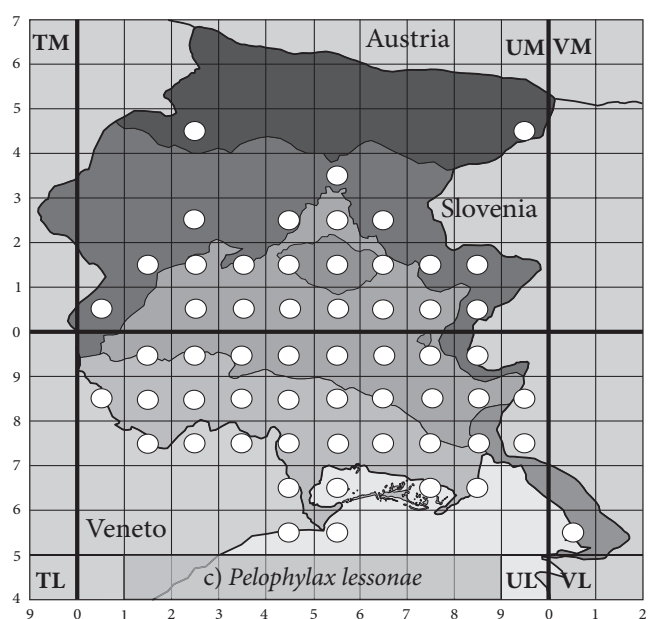 7
TM Austria UM VM
6
5
4
3
Slovenia
2
1
0
9
8
7
6
Veneto
5
TL c) Pelophylax lessonae UL VL
4
9 0 1 2 3 4 5 6 7 8 9 0 1 2